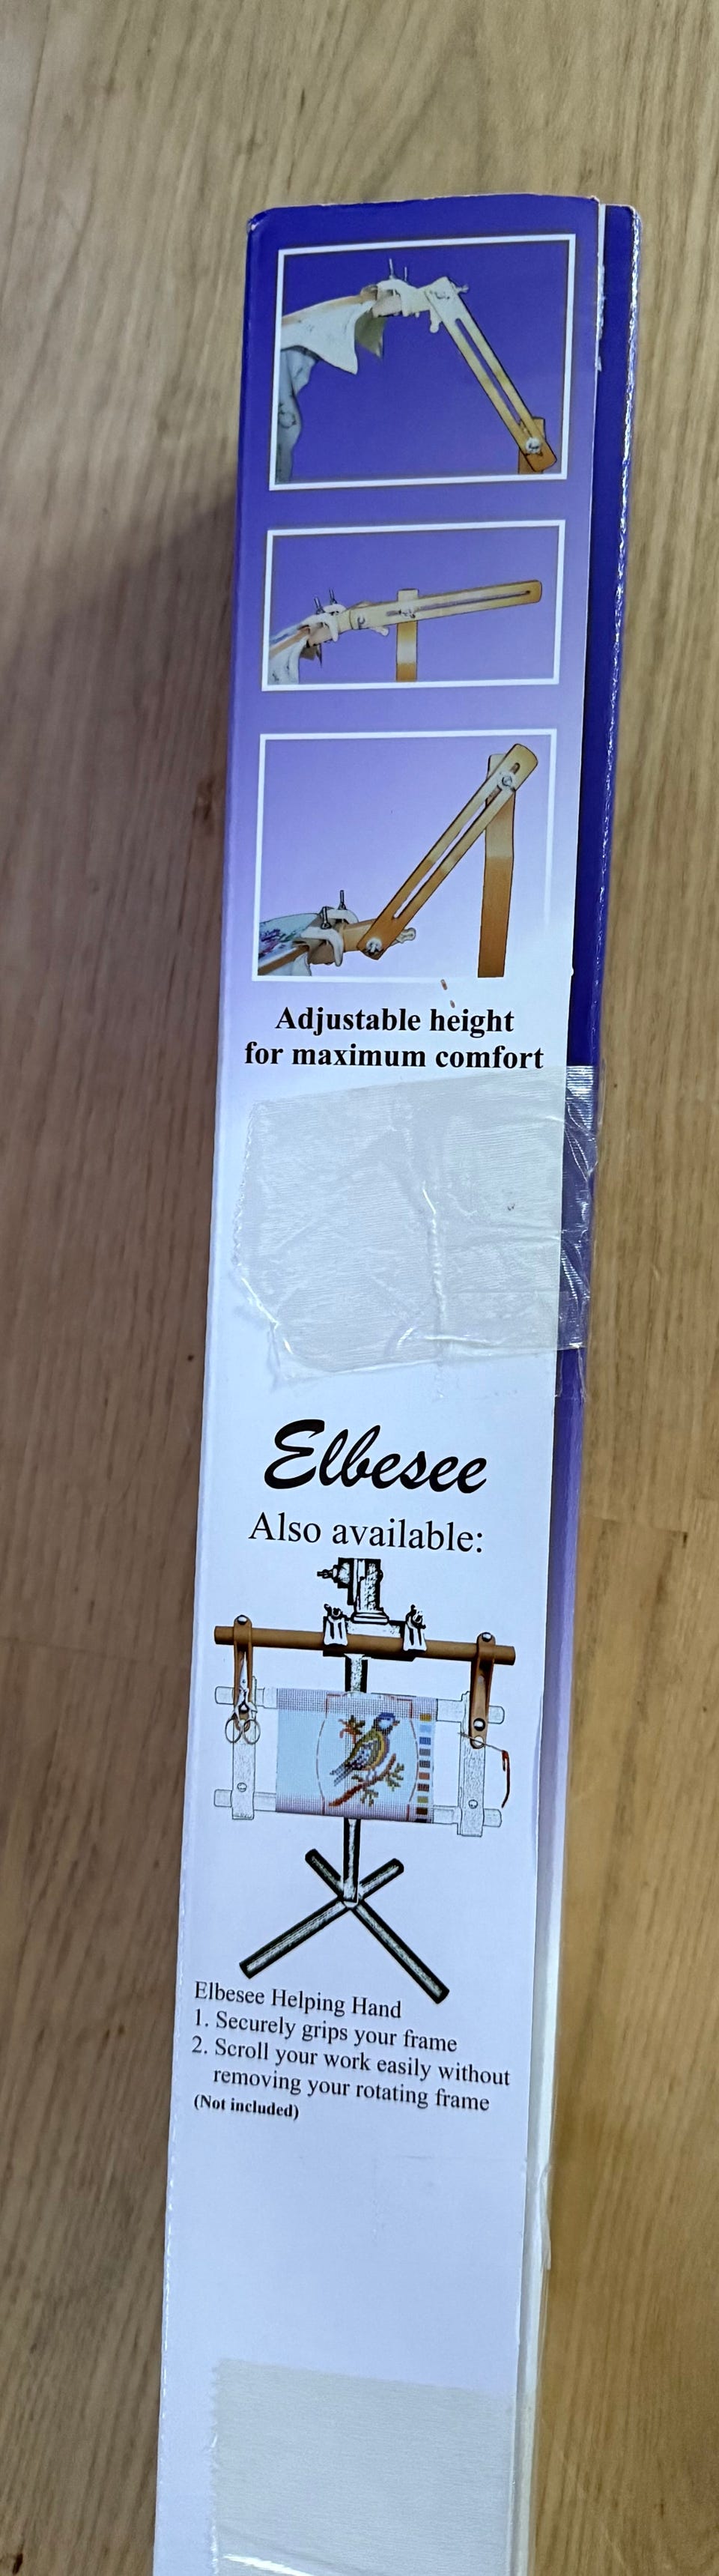 Adjustable height
for maximum comfort
Elbesee
Also available:
Elbesee Helping Hand
1. Securely grips your frame
2. Scroll your work easily without
removing your rotating frame
(Not included)